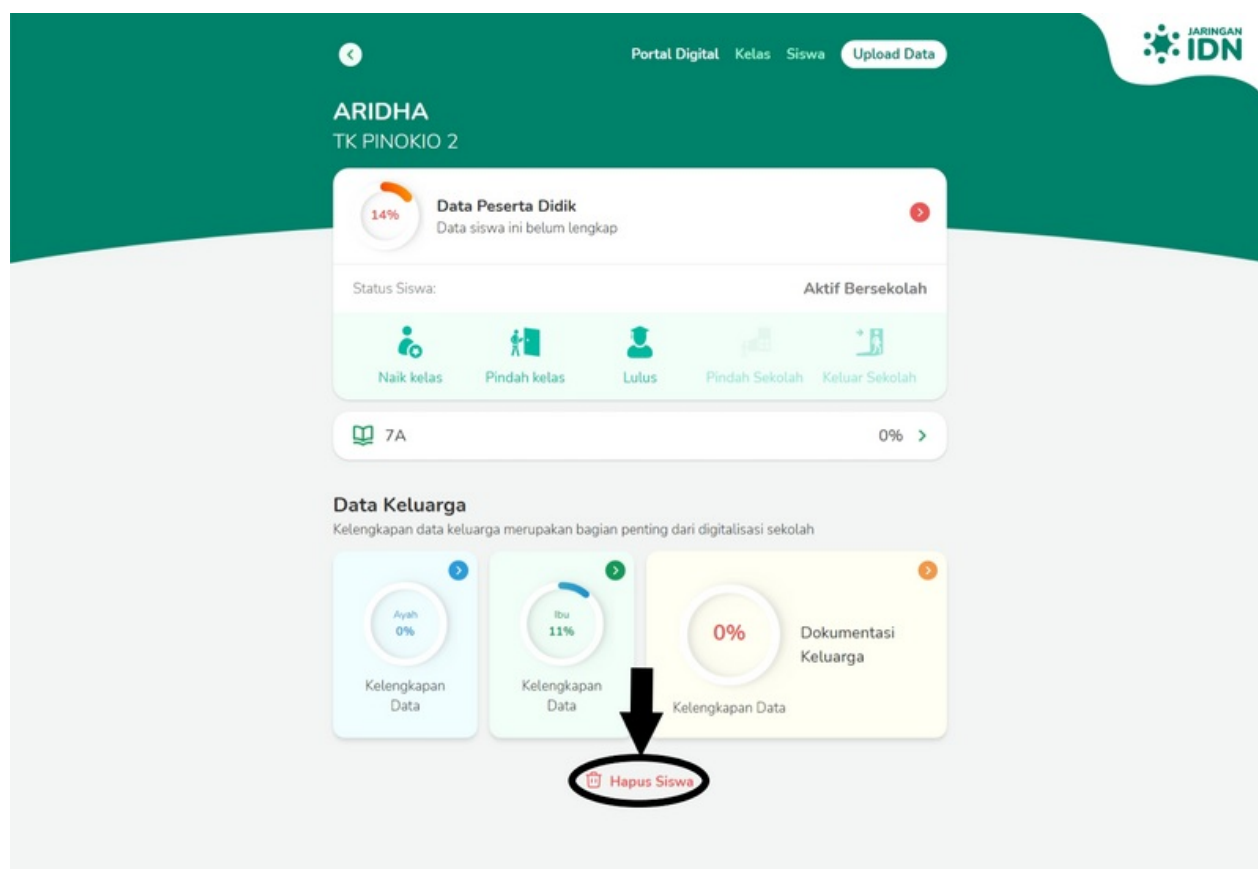 JARINGAN
IDN
Portal Digital Kelas Siswa Upload Data
ARIDHA
TK PINOKIO 2
14%
Data Peserta Didik
Data siswa ini belum lengkap
Status Siswa: Aktif Bersekolah
Naik kelas Pindah kelas Lulus Pindah Sekolah Keluar Sekolah
7A 0%
Data Keluarga
Kelengkapan data keluarga merupakan bagian penting dari digitalisasi sekolah
Ayah
0%
Kelengkapan
Data
Ibu
11%
Kelengkapan
Data
0%
Dokumentasi
Keluarga
Kelengkapan Data
Hapus Siswa